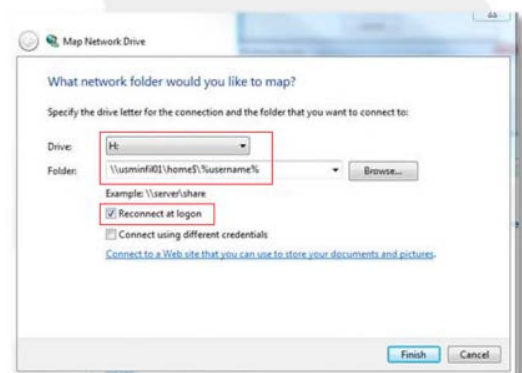 Map Network Drive
What network folder would you like to map?
Specify the drive letter for the connection and the folder that you want to connect to:
Drive: H:
Folder: \\usminfil01\home$\%username% Browse...
Example: \\server\share
Reconnect at logon
Connect using different credentials
Connect to a Web site that you can use to store your documents and pictures.
Finish Cancel